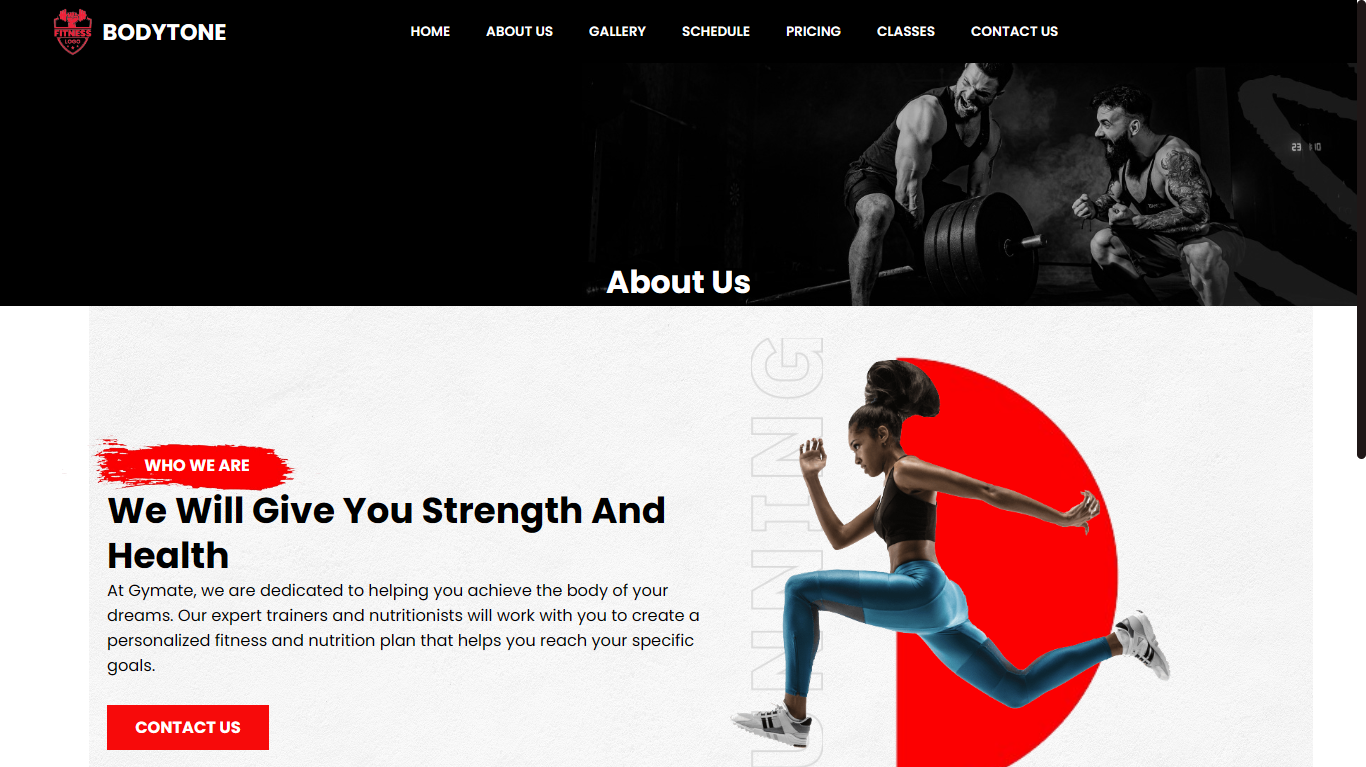 FITNESS
LOGO
BODYTONE
HOME
ABOUT US
GALLERY
SCHEDULE
PRICING
CLASSES
CONTACT US
23
10
About Us
UNNING
WHO WE ARE
We Will Give You Strength And
Health
At Gymate, we are dedicated to helping you achieve the body of your
dreams. Our expert trainers and nutritionists will work with you to create a
personalized fitness and nutrition plan that helps you reach your specific
goals.
CONTACT US